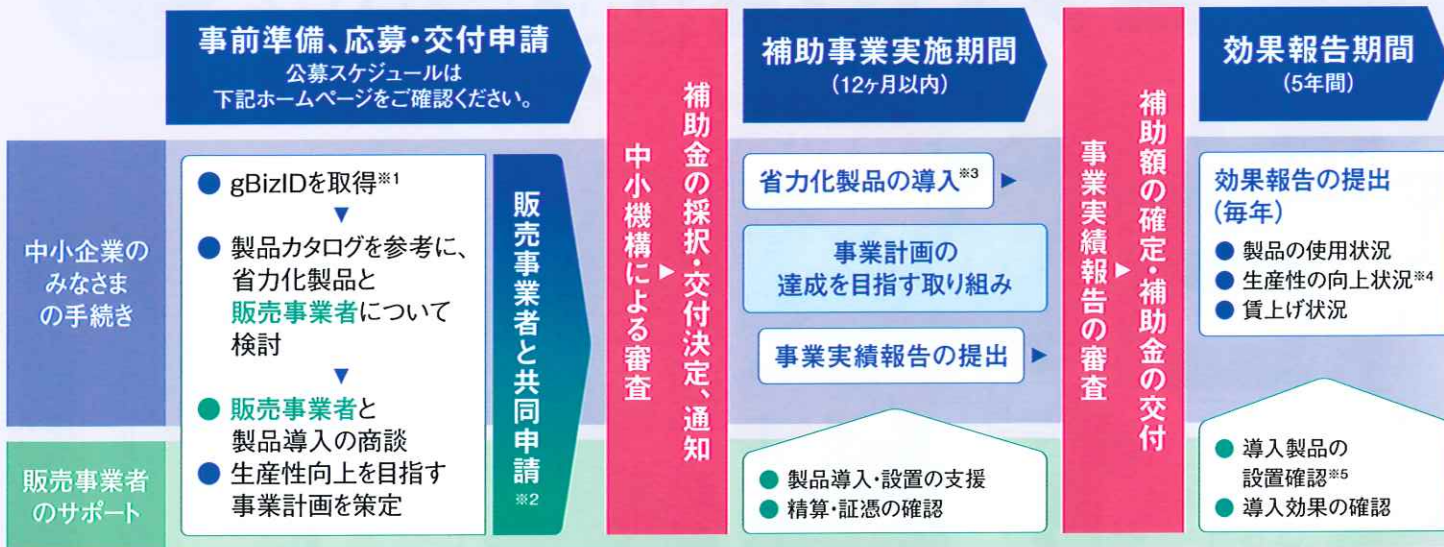 事前準備、応募・交付申請
公募スケジュールは
下記ホームページをご確認ください。
補助事業実施期間
(12ヶ月以内)
効果報告期間
(5年間)
中小企業の
みなさま
の手続き
● gBizIDを取得※1
▼
● 製品カタログを参考に、
省力化製品と
販売事業者について
検討
▼
● 販売事業者と
製品導入の商談
● 生産性向上を目指す
事業計画を策定
販売事業者と共同申請※2
中小機構による審査
▶
補助金の採択・交付決定、通知
省力化製品の導入※3 ▶
事業計画の
達成を目指す取り組み
事業実績報告の提出 ▶
事業実績報告の審査
▶
補助額の確定・補助金の交付
効果報告の提出
(毎年)
● 製品の使用状況
● 生産性の向上状況※4
● 賃上げ状況
販売事業者
のサポート
● 製品導入・設置の支援
● 精算・証憑の確認
● 導入製品の
設置確認※5
● 導入効果の確認